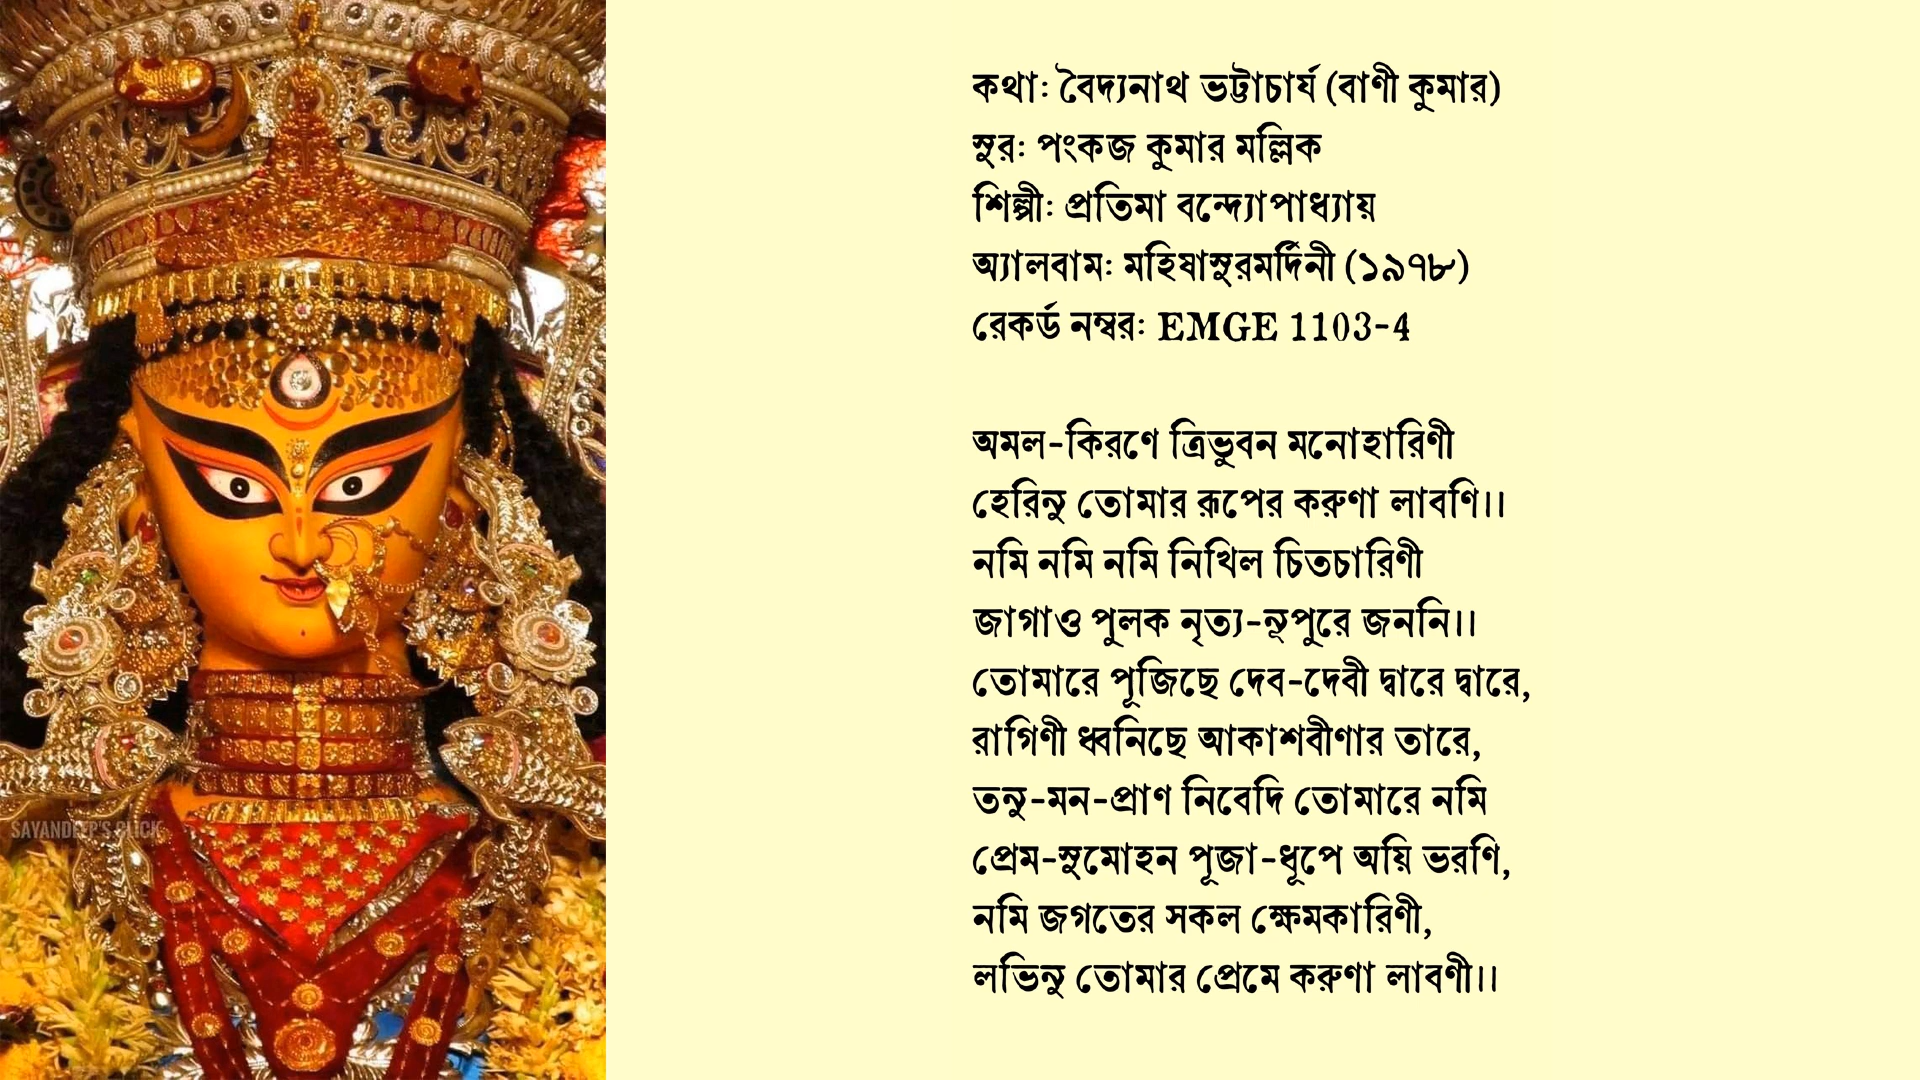 কথা: বৈদ্যনাথ ভট্টাচার্য (বাণী কুমার)
সুর: পংকজ কুমার মল্লিক
শিল্পী: প্রতিমা বন্দ্যোপাধ্যায়
অ্যালবাম: মহিষাসুরমর্দিনী (১৯৭৮)
রেকর্ড নম্বর: EMGE 1103-4
অমল-কিরণে ত্রিভুবন মনোহারিণী
হেরিনু তোমার রূপের করুণা লাবণি।।
নমি নমি নমি নিখিল চিতচারিণী
জাগাও পুলক নৃত্য-নূপুরে জননি।।
তোমারে পূজিছে দেব-দেবী দ্বারে দ্বারে,
রাগিণী ধ্বনিছে আকাশবীণার তারে,
তনু-মন-প্রাণ নিবেদি তোমারে নমি
প্রেম-সুমোহন পূজা-ধূপে অয়ি ভরণি,
নমি জগতের সকল ক্ষেমকারিণী,
লভিনু তোমার প্রেমে করুণা লাবণী।।
SAYANDEEP'S CLICK